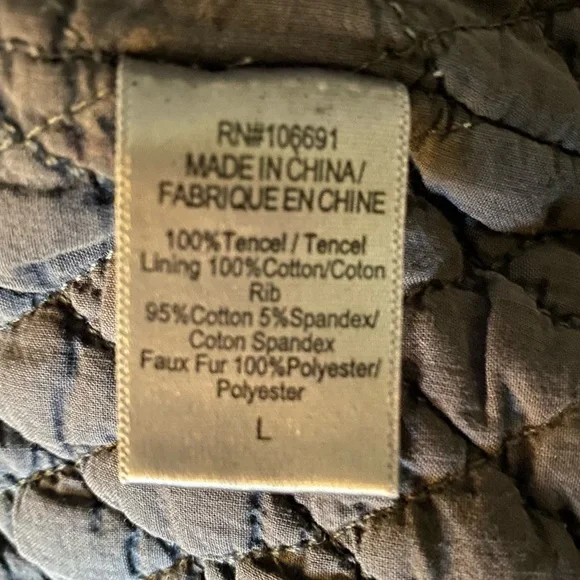 RN#106691
MADE IN CHINA/
FABRIQUE EN CHINE
100%Tencel / Tencel
Lining 100%Cotton/Coton
Rib
95%Cotton 5%Spandex/
Coton Spandex
Faux Fur 100%Polyester/
Polyester
L